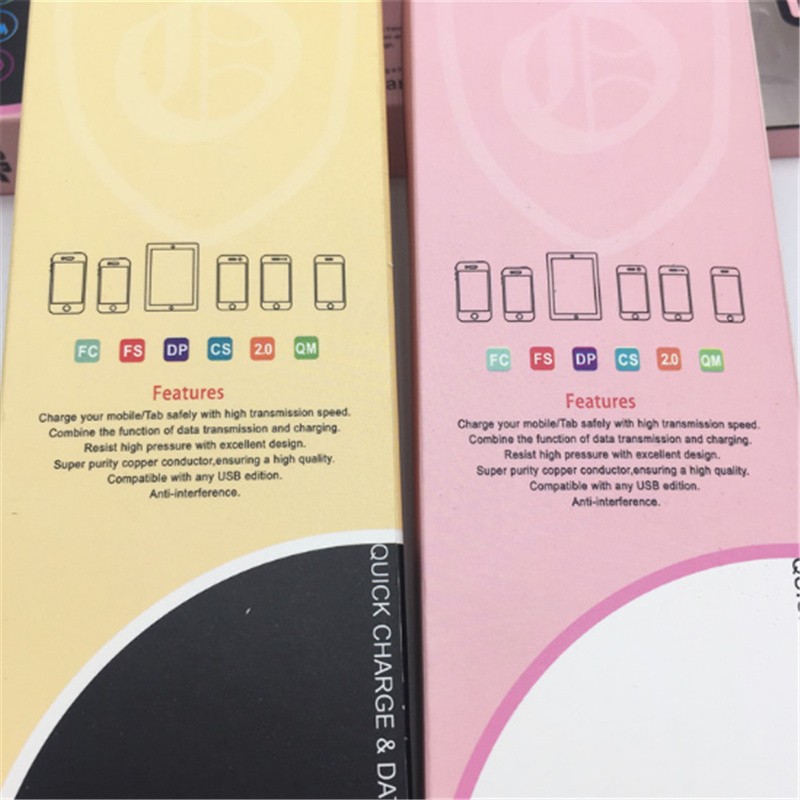 FC FS DP CS 2.0 QM
Features
Charge your mobile/Tab safely with high transmission speed.
Combine the function of data transmission and charging.
Resist high pressure with excellent design.
Super purity copper conductor,ensuring a high quality.
Compatible with any USB edition.
Anti-interference.
QUICK CHARGE & DA
FC FS DP CS 2.0 QM
Features
Charge your mobile/Tab safely with high transmission speed.
Combine the function of data transmission and charging.
Resist high pressure with excellent design.
Super purity copper conductor,ensuring a high quality.
Compatible with any USB edition.
Anti-interference.